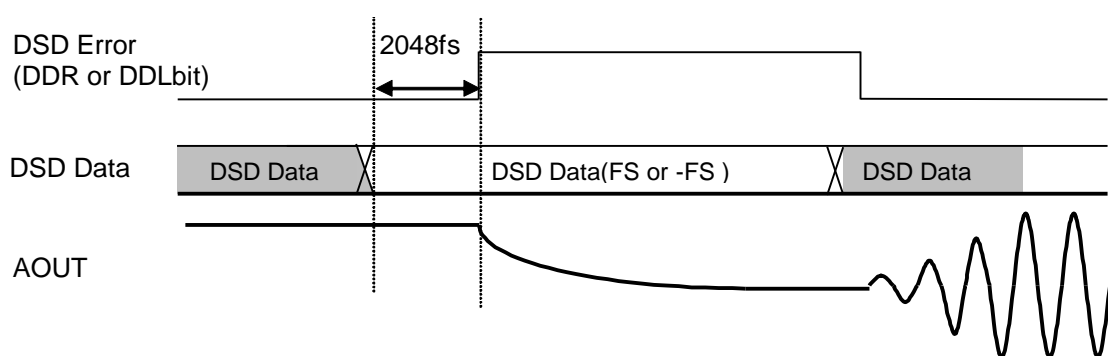 DSD Error
(DDR or DDLbit)
2048fs
DSD Data
DSD Data
DSD Data(FS or -FS )
DSD Data
AOUT